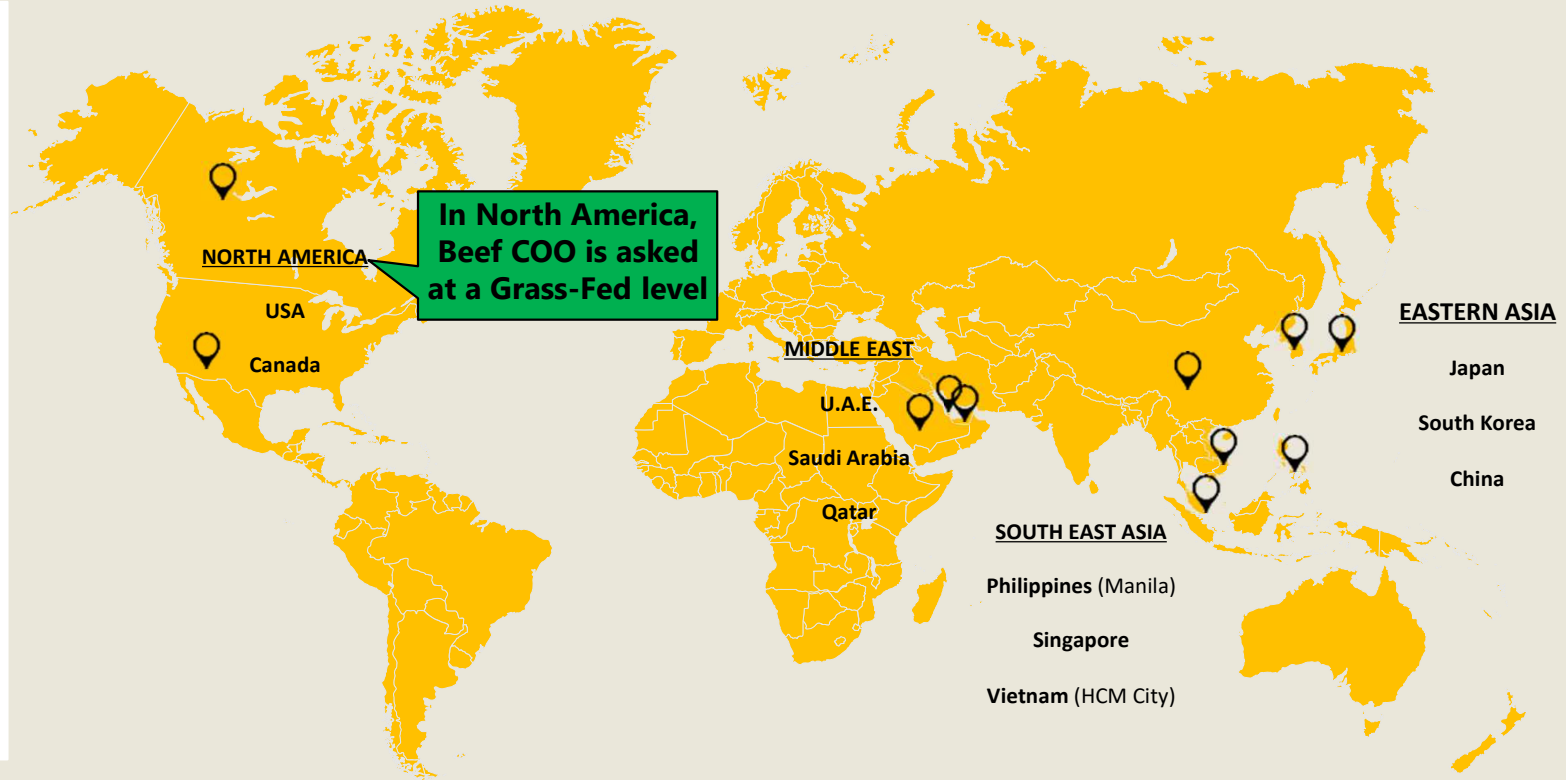 In North America,
Beef COO is asked
at a Grass-Fed level
NORTH AMERICA
USA
Canada
MIDDLE EAST
U.A.E.
Saudi Arabia
Qatar
SOUTH EAST ASIA
Philippines (Manila)
Singapore
Vietnam (HCM City)
EASTERN ASIA
Japan
South Korea
China